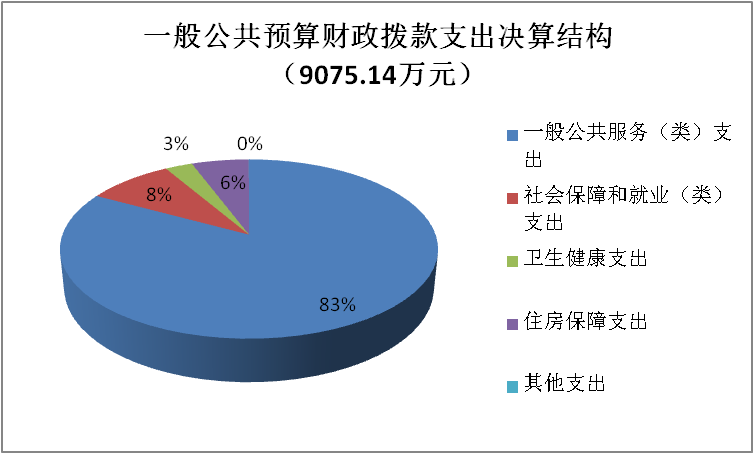 一般公共预算财政拨款支出决算结构
（9075.14万元）
3%
0%
8%
6%
83%
一般公共服务（类）支
出
社会保障和就业（类）
支出
卫生健康支出
住房保障支出
其他支出